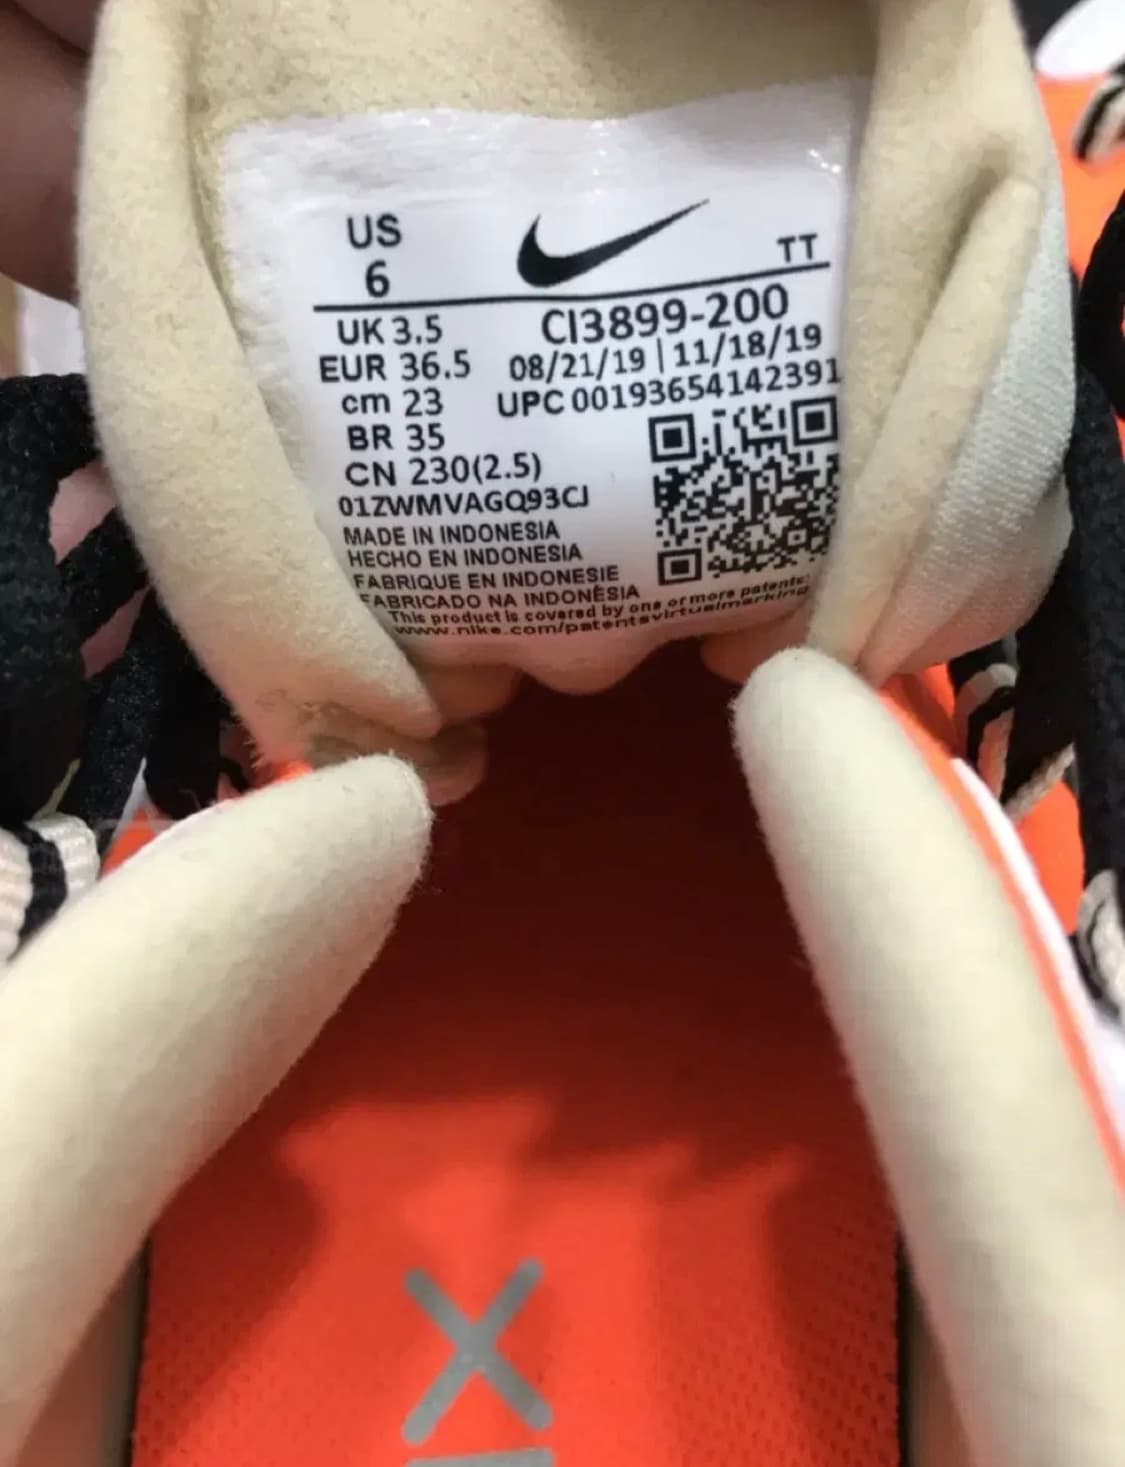 US
6
TT
UK 3.5
CI3899-200
EUR 36.5
08/21/19 | 11/18/19
cm 23
UPC 00193654142391
BR 35
CN 230(2.5)
01ZWMVAGQ93CJ
MADE IN INDONESIA
HECHO EN INDONESIA
FABRIQUE EN INDONESIE
FABRICADO NA INDONÉSIA
This product is covered by one or more patents:
www.nike.com/patentsvirtualmarking
X